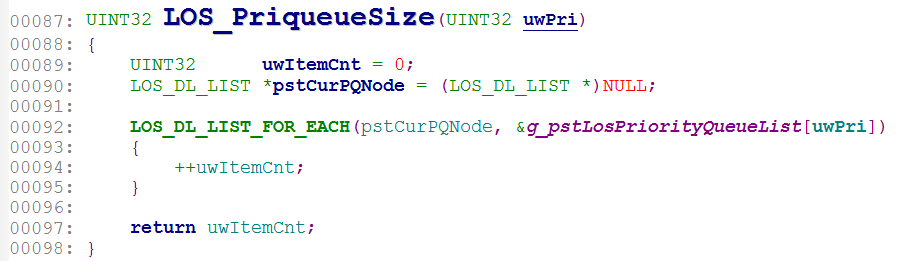 00087: UINT32 LOS_PriqueueSize(UINT32 uwPri)
00088: {
00089:     UINT32      uwItemCnt = 0;
00090:     LOS_DL_LIST *pstCurPQNode = (LOS_DL_LIST *)NULL;
00091:
00092:     LOS_DL_LIST_FOR_EACH(pstCurPQNode, &g_pstLosPriorityQueueList[uwPri])
00093:     {
00094:         ++uwItemCnt;
00095:     }
00096:
00097:     return uwItemCnt;
00098: }